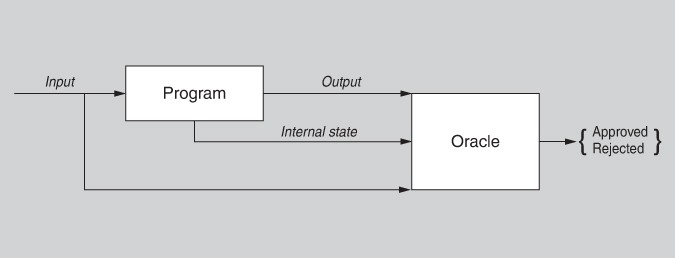 Input
Program
Output
Internal state
Oracle
{ Approved }
Rejected